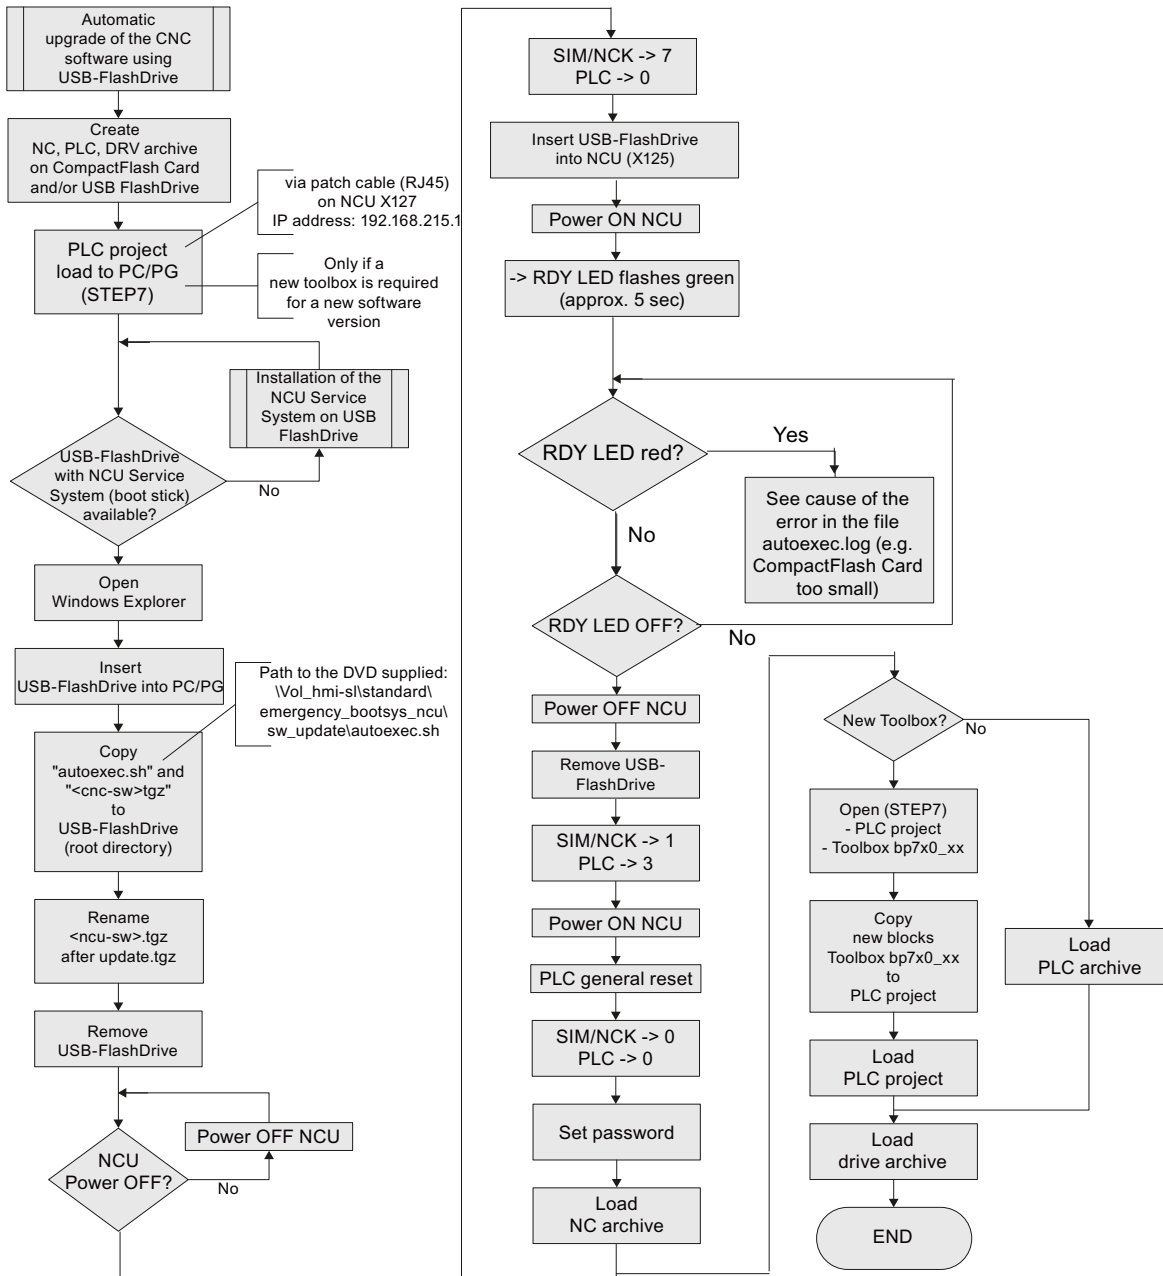 Automatic
upgrade of the CNC
software using
USB-FlashDrive
Create
NC, PLC, DRV archive
on CompactFlash Card
and/or USB FlashDrive
via patch cable (RJ45)
on NCU X127
IP address: 192.168.215.1
PLC project
load to PC/PG
(STEP7)
Only if a
new toolbox is required
for a new software
version
Installation of the
NCU Service
System on USB
FlashDrive
USB-FlashDrive
with NCU Service
System (boot stick)
available?
No
Open
Windows Explorer
Insert
USB-FlashDrive into PC/PG
Path to the DVD supplied:
\Vol_hmi-sl\standard\
emergency_bootsys_ncu\
sw_update\autoexec.sh
Copy
"autoexec.sh" and
"<cnc-sw>tgz"
to
USB-FlashDrive
(root directory)
Rename
<ncu-sw>.tgz
after update.tgz
Remove
USB-FlashDrive
Power OFF NCU
NCU
Power OFF?
No
SIM/NCK -> 7
PLC -> 0
Insert USB-FlashDrive
into NCU (X125)
Power ON NCU
-> RDY LED flashes green
(approx. 5 sec)
RDY LED red?
Yes
See cause of the
error in the file
autoexec.log (e.g.
CompactFlash Card
too small)
No
RDY LED OFF?
No
Power OFF NCU
Remove USB-
FlashDrive
SIM/NCK -> 1
PLC -> 3
Power ON NCU
PLC general reset
SIM/NCK -> 0
PLC -> 0
Set password
Load
NC archive
New Toolbox?
No
Open (STEP7)
- PLC project
- Toolbox bp7x0_xx
Copy
new blocks
Toolbox bp7x0_xx
to
PLC project
Load
PLC archive
Load
PLC project
Load
drive archive
END